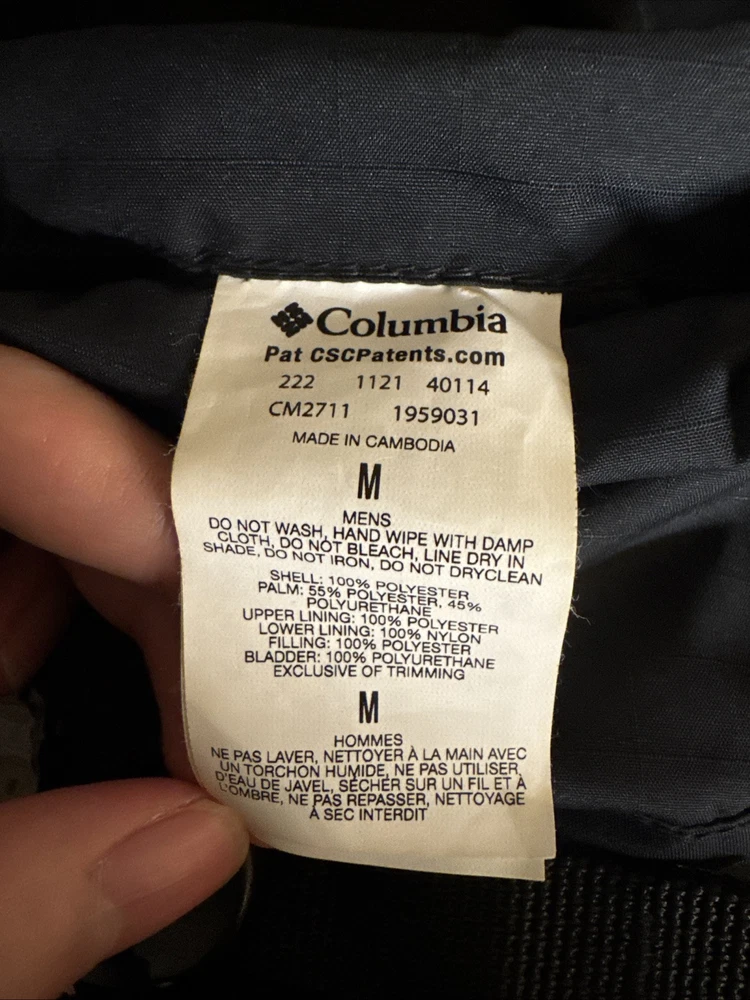 Columbia
Pat CSCPatents.com
222 1121 40114
CM2711 1959031
MADE IN CAMBODIA
M
MENS
DO NOT WASH, HAND WIPE WITH DAMP
CLOTH, DO NOT BLEACH, LINE DRY IN
SHADE, DO NOT IRON, DO NOT DRYCLEAN
SHELL: 100% POLYESTER
PALM: 55% POLYESTER, 45%
POLYURETHANE
UPPER LINING: 100% POLYESTER
LOWER LINING: 100% NYLON
FILLING: 100% POLYESTER
BLADDER: 100% POLYURETHANE
EXCLUSIVE OF TRIMMING
M
HOMMES
NE PAS LAVER, NETTOYER À LA MAIN AVEC
UN TORCHON HUMIDE, NE PAS UTILISER
D'EAU DE JAVEL, SÉCHER SUR UN FIL ET À
L'OMBRE, NE PAS REPASSER, NETTOYAGE
À SEC INTERDIT